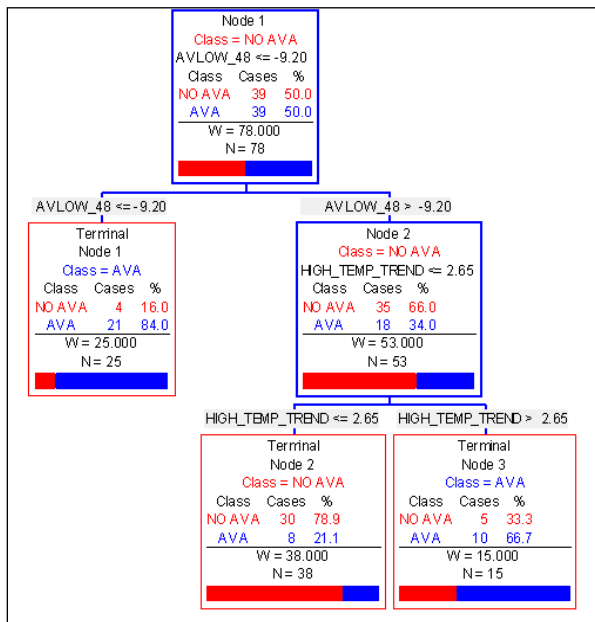 Node 1
Class = NO AVA
AVLOW_48 <= -9.20
Class Cases %
NO AVA 39 50.0
AVA 39 50.0
W = 78.000
N = 78
AVLOW_48 <= -9.20
AVLOW_48 > -9.20
Terminal
Node 1
Class = AVA
Class Cases %
NO AVA 4 16.0
AVA 21 84.0
W = 25.000
N = 25
Node 2
Class = NO AVA
HIGH_TEMP_TREND <= 2.65
Class Cases %
NO AVA 35 66.0
AVA 18 34.0
W = 53.000
N = 53
HIGH_TEMP_TREND <= 2.65
HIGH_TEMP_TREND > 2.65
Terminal
Node 2
Class = NO AVA
Class Cases %
NO AVA 30 78.9
AVA 8 21.1
W = 38.000
N = 38
Terminal
Node 3
Class = AVA
Class Cases %
NO AVA 5 33.3
AVA 10 66.7
W = 15.000
N = 15